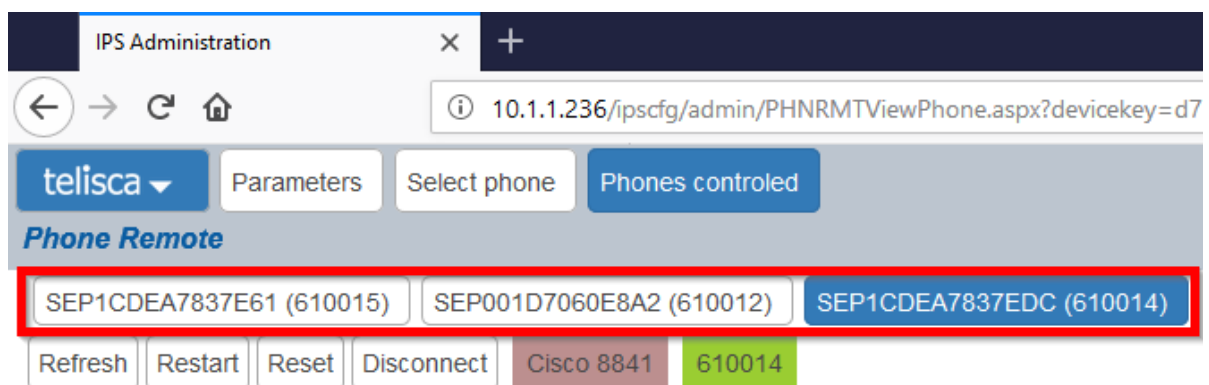 IPS Administration
10.1.1.236/ipscfg/admin/PHNRMTViewPhone.aspx?devicekey=d7
telisca Parameters Select phone Phones controled
Phone Remote
SEP1CDEA7837E61 (610015) SEP001D7060E8A2 (610012) SEP1CDEA7837EDC (610014)
Refresh Restart Reset Disconnect Cisco 8841 610014